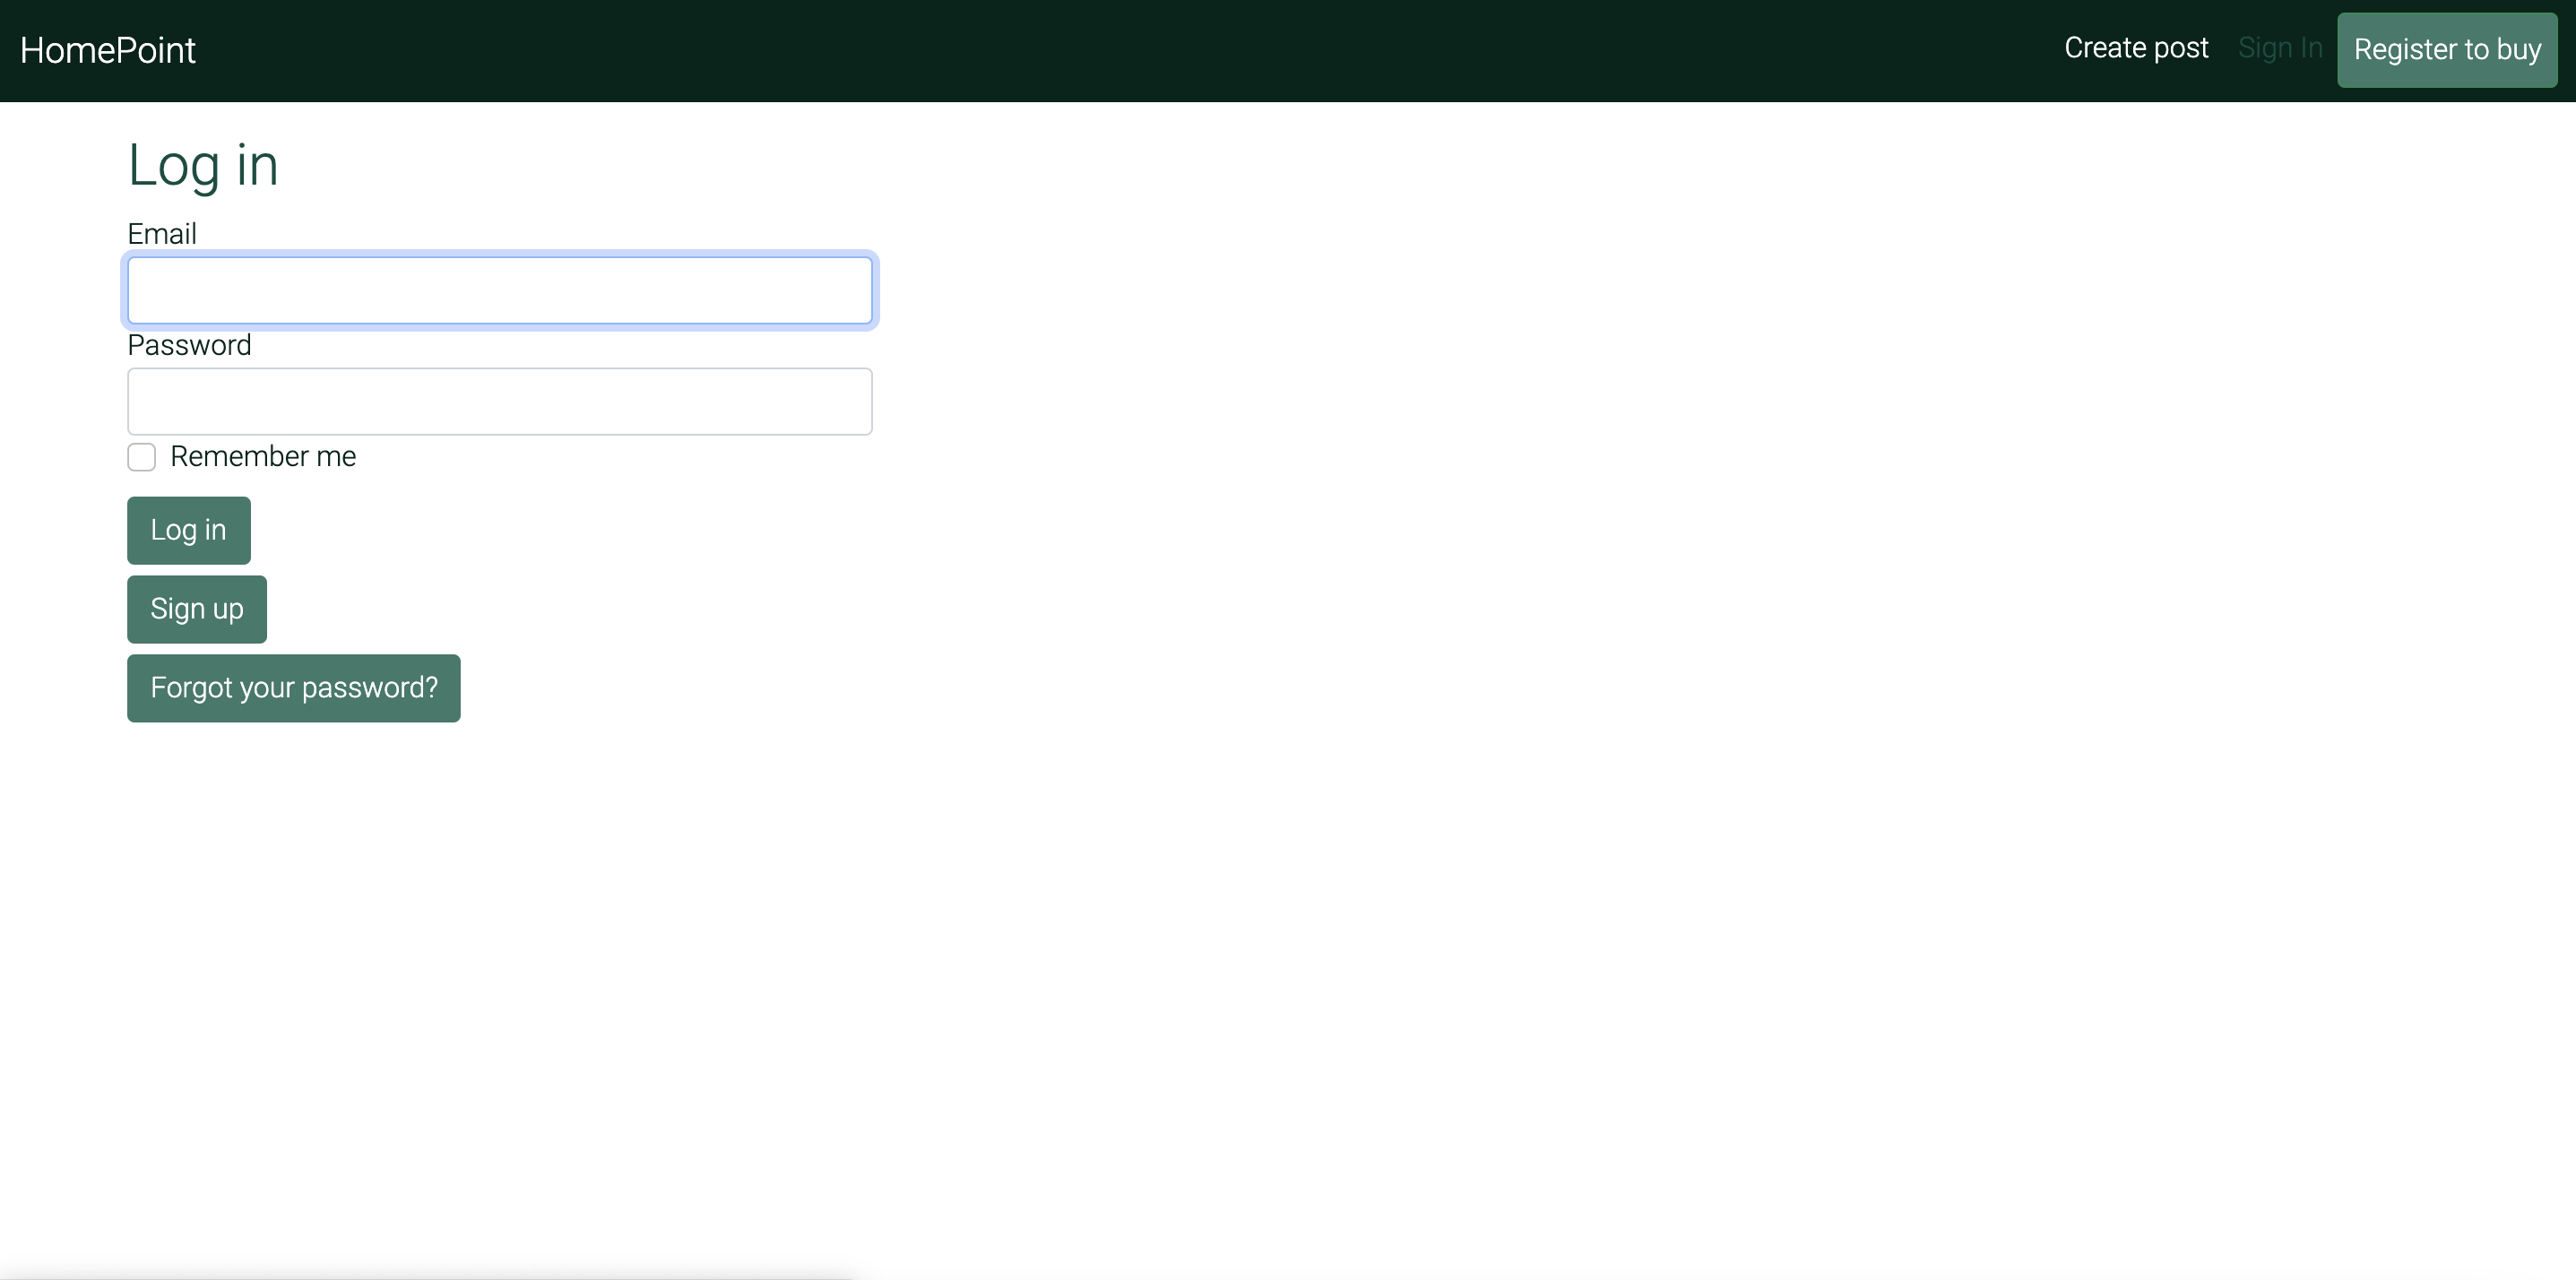 HomePoint Create post Sign In Register to buy
Log in
Email
Password
Remember me
Log in
Sign up
Forgot your password?